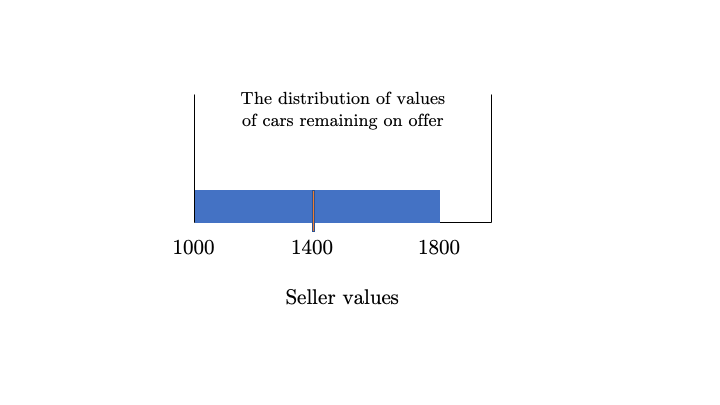 The distribution of values
of cars remaining on offer
1000 1400 1800
Seller values